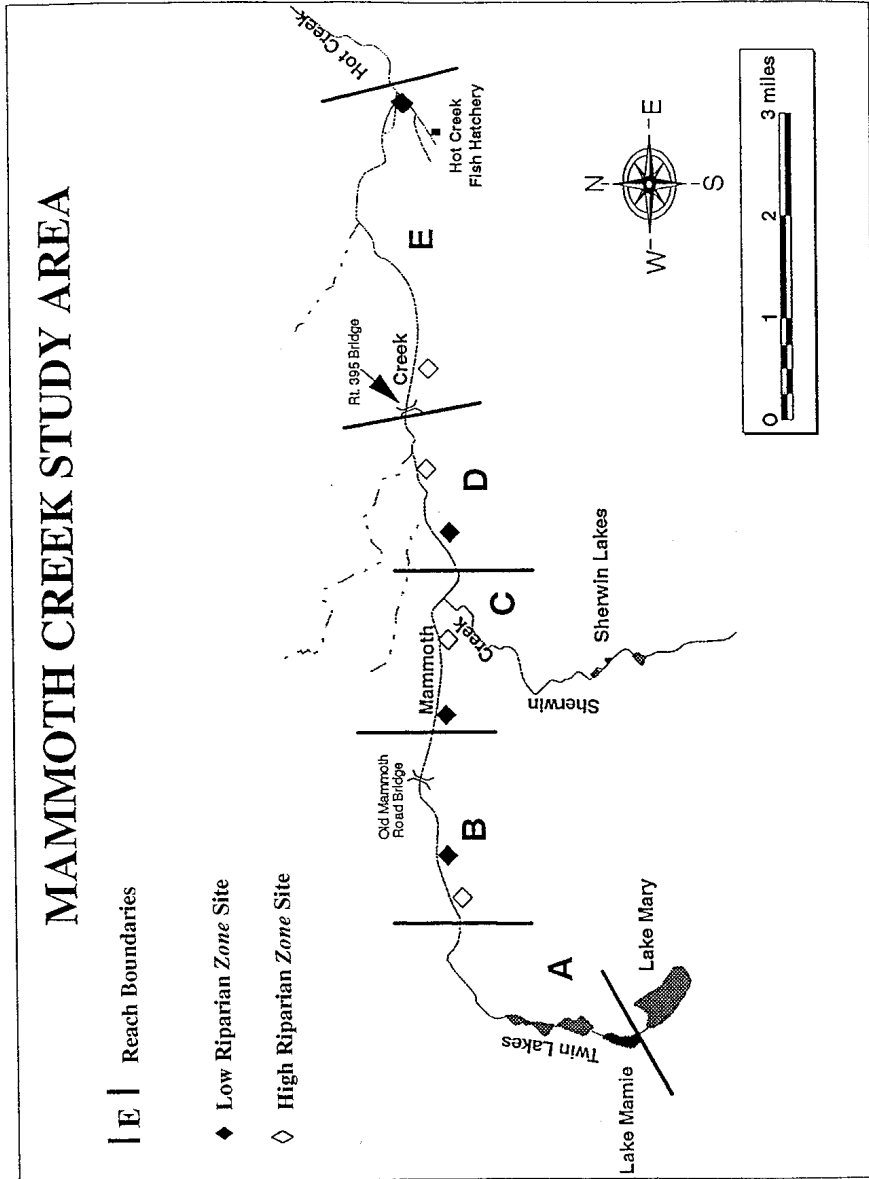 MAMMOTH CREEK STUDY AREA
E Reach Boundaries
Low Riparian Zone Site
High Riparian Zone Site
Hot Creek
Hot Creek
Fish Hatchery
E
Rt. 395 Bridge
Creek
D
C
Mammoth
Creek
Sherwin
Sherwin Lakes
Old Mammoth
Road Bridge
B
A
Twin Lakes
Lake Mary
Lake Mamie
N
W
E
S
0 1 2 3 miles